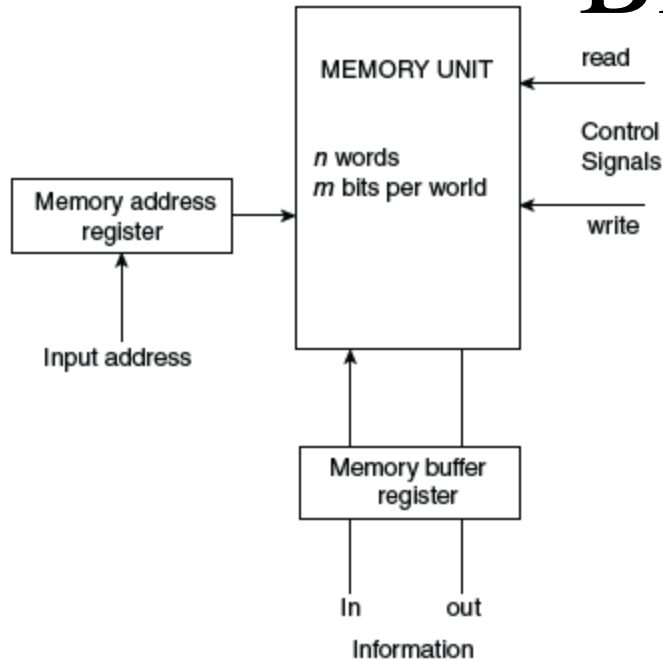 MEMORY UNIT
read
n words
m bits per world
Control
Signals
write
Memory address
register
Input address
Memory buffer
register
In
out
Information